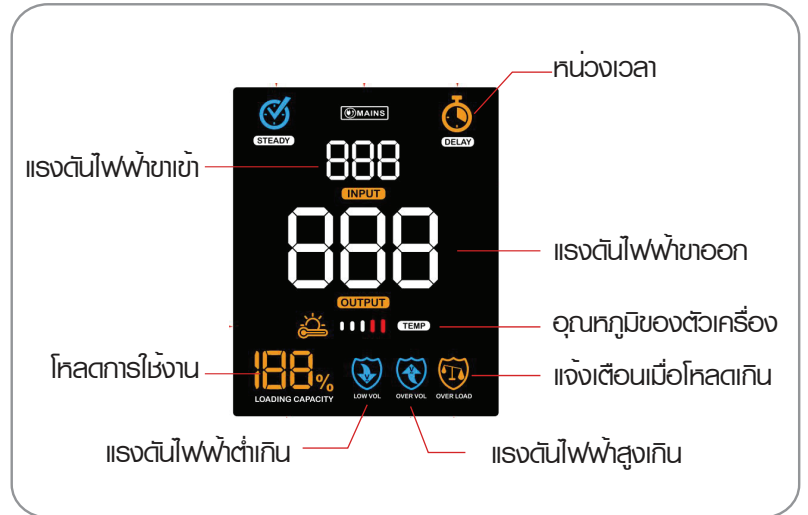 หน่วงเวลา
MAINS
STEADY
DELAY
แรงดันไฟฟ้าขาเข้า
888
INPUT
888
แรงดันไฟฟ้าขาออก
OUTPUT
TEMP
อุณหภูมิของตัวเครื่อง
โหลดการใช้งาน
188%
LOADING CAPACITY
LOW VOL
OVER VOL
OVER LOAD
แจ้งเตือนเมื่อโหลดเกิน
แรงดันไฟฟ้าต่ำเกิน
แรงดันไฟฟ้าสูงเกิน